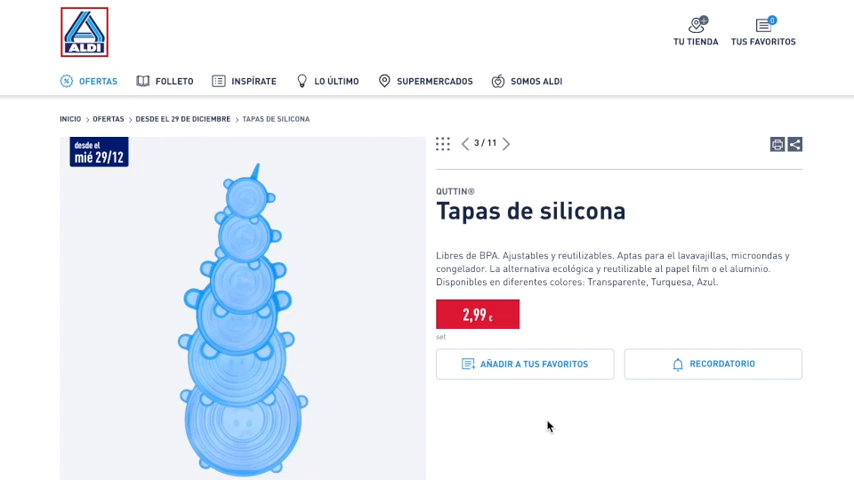 ALDI
TU TIENDA
0
TUS FAVORITOS
OFERTAS
FOLLETO
INSPÍRATE
LO ÚLTIMO
SUPERMERCADOS
SOMOS ALDI
INICIO > OFERTAS > DESDE EL 29 DE DICIEMBRE > TAPAS DE SILICONA
desde el
mié 29/12
3 / 11
QUTTIN®
Tapas de silicona
Libres de BPA. Ajustables y reutilizables. Aptas para el lavavajillas, microondas y
congelador. La alternativa ecológica y reutilizable al papel film o el aluminio.
Disponibles en diferentes colores: Transparente, Turquesa, Azul.
2,99 €
set
AÑADIR A TUS FAVORITOS
RECORDATORIO